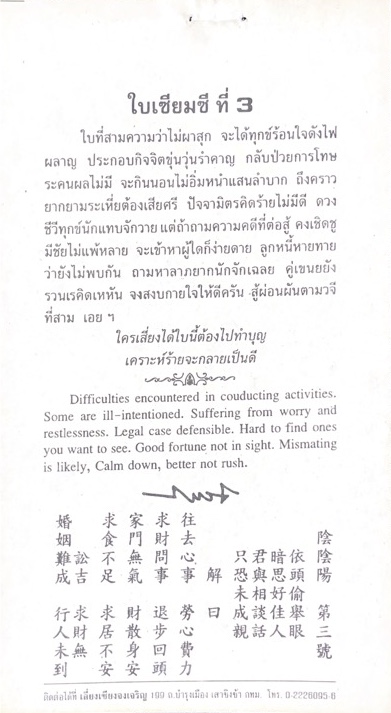 ใบเซียมซี ที่ 3
ใบที่สามความว่าไม่ผาสุก จะได้ทุกข์ร้อนใจดังไฟ
ผลาญ ประกอบกิจจิตขุ่นวุ่นรำคาญ กลับป่วยการโทษ
ระคนผลไม่มี จะกินนอนไม่อิ่มหนำแสนลำบาก ถึงคราว
ยากยามระเหี่ยต้องเสียศรี ปัจจามิตรคิดร้ายไม่มีดี ดวง
ชีวีทุกข์นักแทบจักวาย แต่ถ้าถามความคดีที่ต่อสู้ คงเชิดชู
มีชัยไม่แพ้หลาย จะเข้าหาผู้ใดก็ง่ายดาย ลูกหนี้หายทาย
ว่ายังไม่พบกัน ถามหาลาภยากนักจักเฉลย คู่เขนยยัง
รวนเรคิดเหหัน จงสงบกายใจให้ดีครัน สู้ผ่อนผันตามวจี
ที่สาม เอย ฯ
ใครเสี่ยงได้ใบนี้ต้องไปทำบุญ
เคราะห์ร้ายจะกลายเป็นดี
Difficulties encountered in couducting activities.
Some are ill-intentioned. Suffering from worry and
restlessness. Legal case defensible. Hard to find ones
you want to see. Good fortune not in sight. Mismating
is likely, Calm down, better not rush.
陰陰陽 第三號
依頭偷舉眼
暗思好佳人
君與相談話
只恐未成親
解曰
往去心事 勞心費力
求財問事 退步回頭
家門無氣 財散身安
求食不足 求居不安
訟吉 求財無
婚姻難成 行人未到
ติดต่อได้ที่ เลี่ยงเซียงจงเจริญ 199 ถ.บำรุงเมือง เสาชิงช้า กทม. โทร. 0-2226095-6